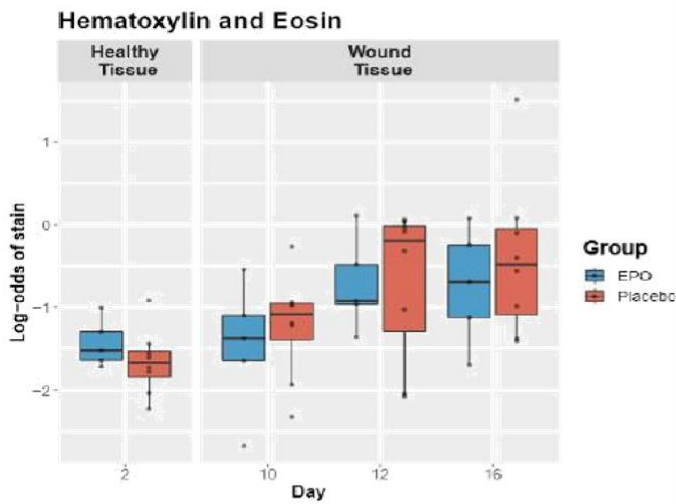 Hematoxylin and Eosin
Healthy
Tissue
Wound
Tissue
Log-odds of stain
1
0
−1
−2
2
10
12
16
Day
Group
EPO
Placebo